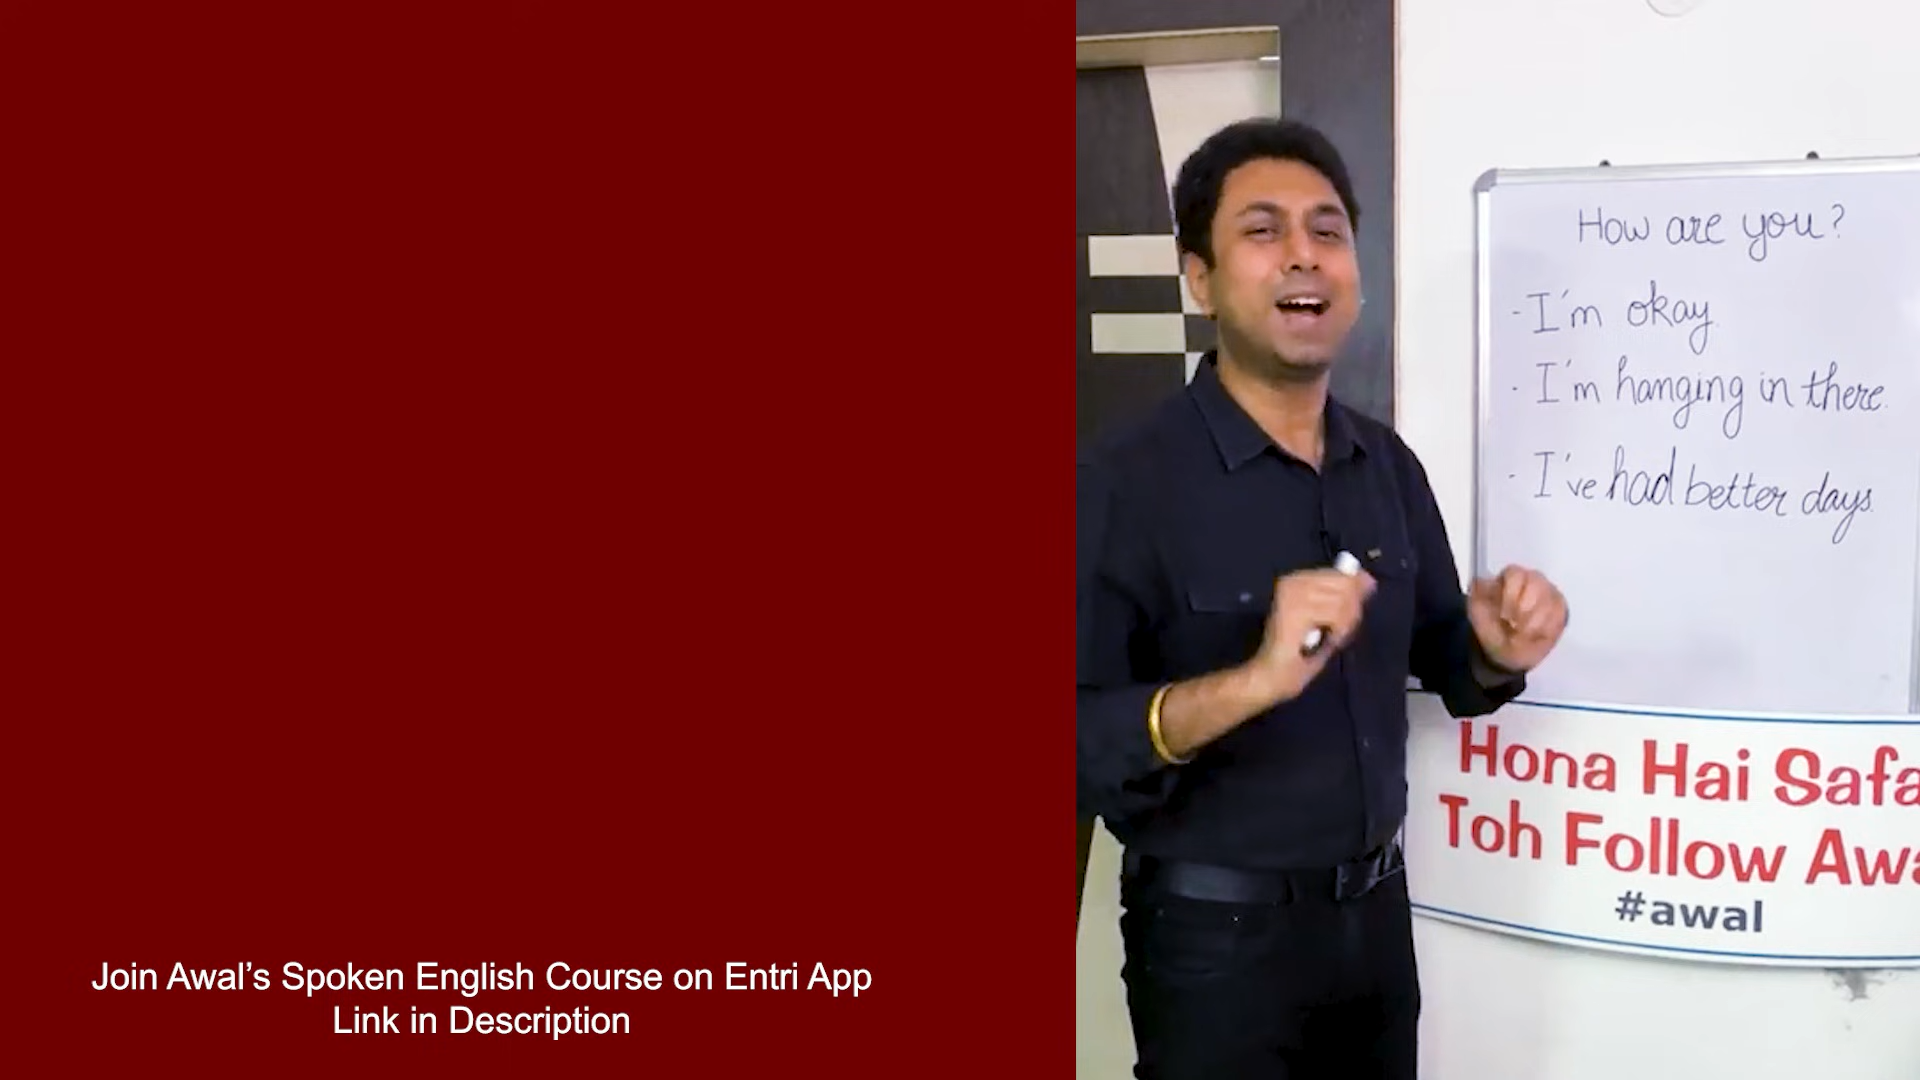 How are you?
- I'm okay.
- I'm hanging in there.
- I've had better days.
Hona Hai Safa
Toh Follow Awa
#awal
Join Awal’s Spoken English Course on Entri App
Link in Description